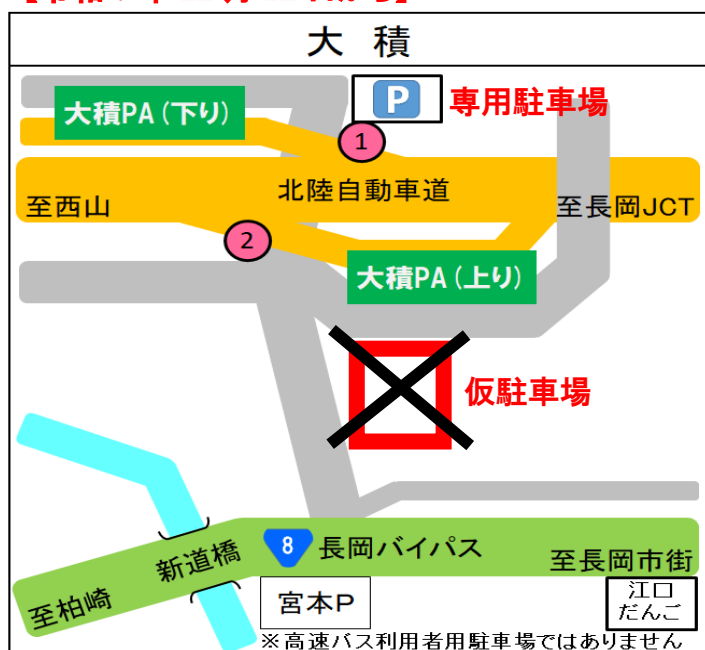 大 積
P
専用駐車場
大積PA(下り)
1
北陸自動車道
至西山
至長岡JCT
2
大積PA(上り)
仮駐車場
8
長岡バイパス
新道橋
至長岡市街
至柏崎
宮本P
江口
だんご
※高速バス利用者用駐車場ではありません